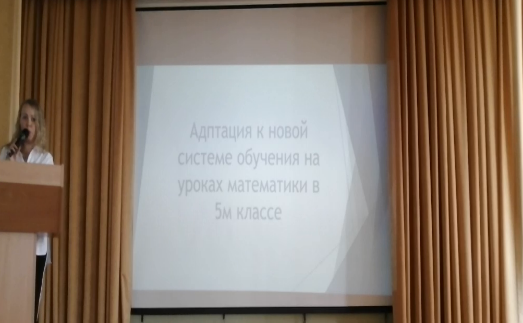 Адптация к новой
системе обучения на
уроках математики в
5м классе